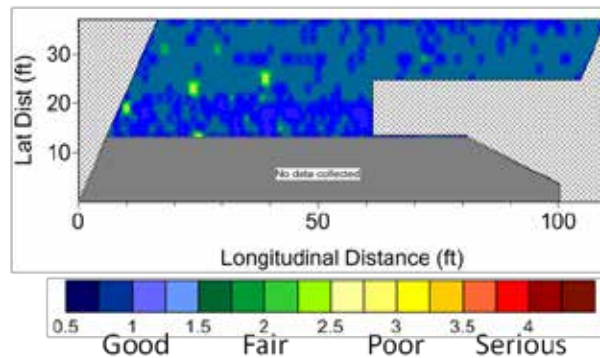 Lat Dist (ft)
30
20
10
No data collected
0
50
100
Longitudinal Distance (ft)
0.5 1 1.5 2 2.5 3 3.5 4
Good Fair Poor Serious